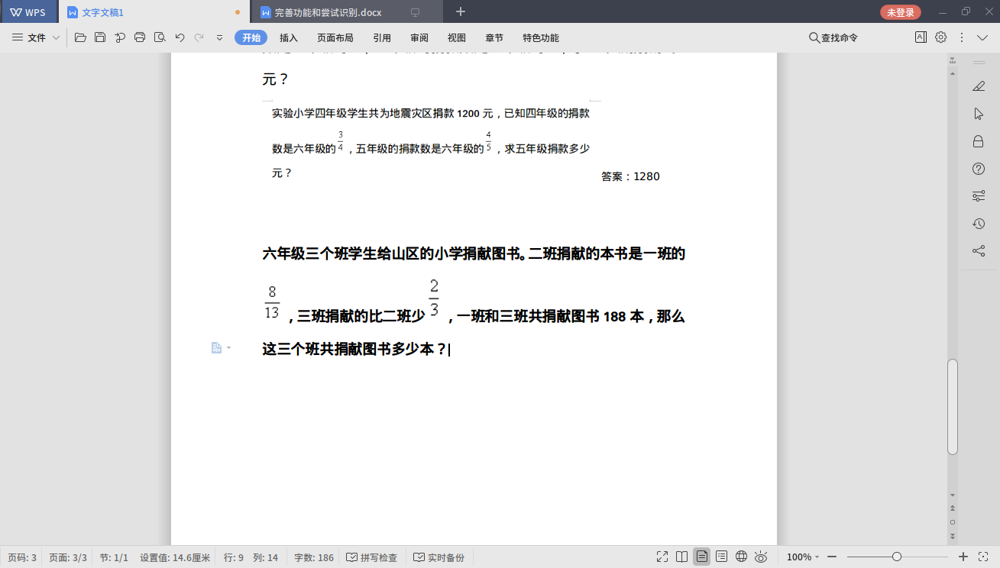 WPS
文字文稿1
完善功能和尝试识别.docx
未登录
文件
开始
插入
页面布局
引用
审阅
视图
章节
特色功能
查找命令
元？
实验小学四年级学生共为地震灾区捐款 1200 元，已知四年级的捐款
数是六年级的 3/4 ，五年级的捐款数是六年级的 4/5 ，求五年级捐款多少
元？
答案：1280
六年级三个班学生给山区的小学捐献图书。二班捐献的本书是一班的
8/13 ，三班捐献的比二班少 2/3 ，一班和三班共捐献图书 188 本，那么
这三个班共捐献图书多少本？
页码: 3
页面: 3/3
节: 1/1
设置值: 14.6厘米
行: 9
列: 14
字数: 186
拼写检查
实时备份
100%